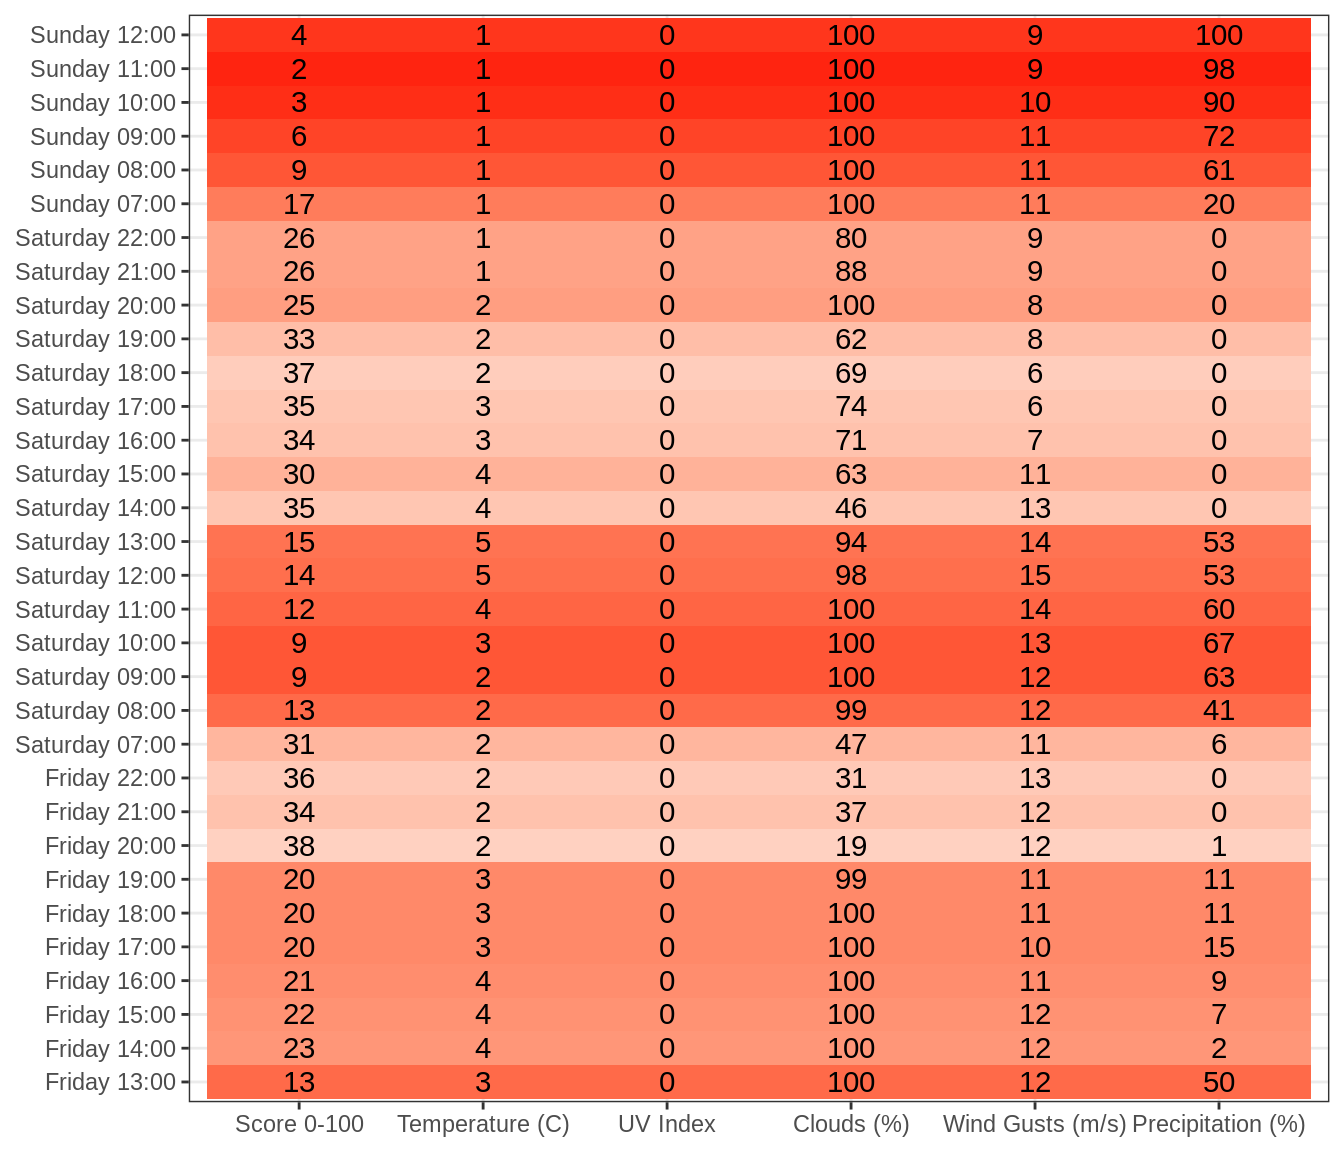 Sunday 12:00 4 1 0 100 9 100
Sunday 11:00 2 1 0 100 9 98
Sunday 10:00 3 1 0 100 10 90
Sunday 09:00 6 1 0 100 11 72
Sunday 08:00 9 1 0 100 11 61
Sunday 07:00 17 1 0 100 11 20
Saturday 22:00 26 1 0 80 9 0
Saturday 21:00 26 1 0 88 9 0
Saturday 20:00 25 2 0 100 8 0
Saturday 19:00 33 2 0 62 8 0
Saturday 18:00 37 2 0 69 6 0
Saturday 17:00 35 3 0 74 6 0
Saturday 16:00 34 3 0 71 7 0
Saturday 15:00 30 4 0 63 11 0
Saturday 14:00 35 4 0 46 13 0
Saturday 13:00 15 5 0 94 14 53
Saturday 12:00 14 5 0 98 15 53
Saturday 11:00 12 4 0 100 14 60
Saturday 10:00 9 3 0 100 13 67
Saturday 09:00 9 2 0 100 12 63
Saturday 08:00 13 2 0 99 12 41
Saturday 07:00 31 2 0 47 11 6
Friday 22:00 36 2 0 31 13 0
Friday 21:00 34 2 0 37 12 0
Friday 20:00 38 2 0 19 12 1
Friday 19:00 20 3 0 99 11 11
Friday 18:00 20 3 0 100 11 11
Friday 17:00 20 3 0 100 10 15
Friday 16:00 21 4 0 100 11 9
Friday 15:00 22 4 0 100 12 7
Friday 14:00 23 4 0 100 12 2
Friday 13:00 13 3 0 100 12 50
Score 0-100 Temperature (C) UV Index Clouds (%) Wind Gusts (m/s) Precipitation (%)